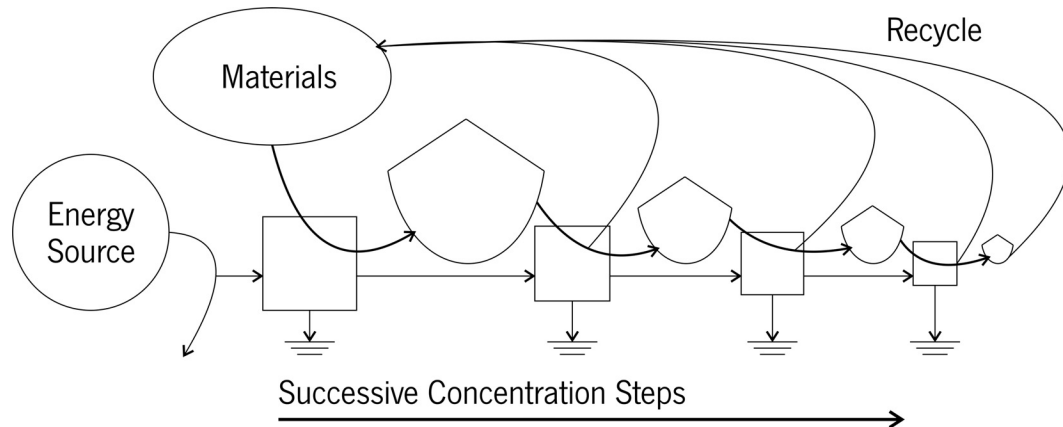 Recycle
Materials
Energy
Source
Successive Concentration Steps